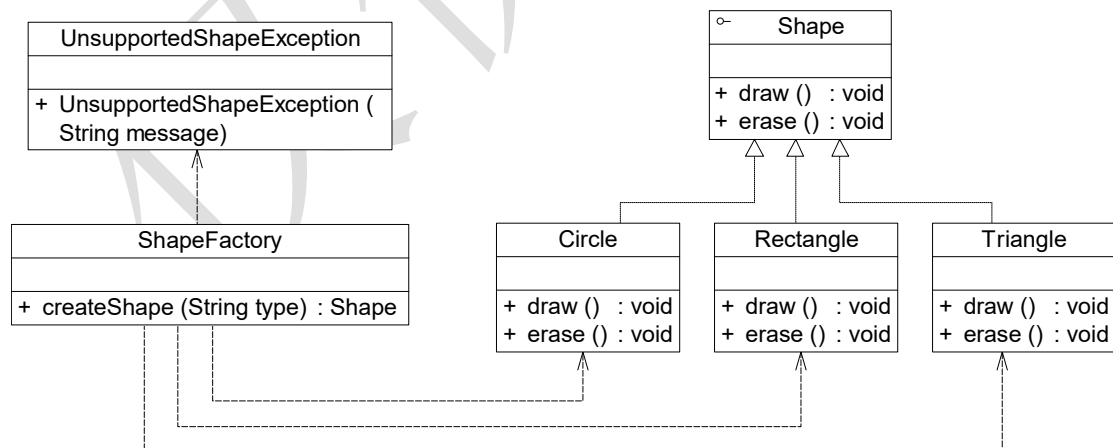 UnsupportedShapeException
+ UnsupportedShapeException (
String message)
Shape
+ draw () : void
+ erase () : void
ShapeFactory
+ createShape (String type) : Shape
Circle
+ draw () : void
+ erase () : void
Rectangle
+ draw () : void
+ erase () : void
Triangle
+ draw () : void
+ erase () : void